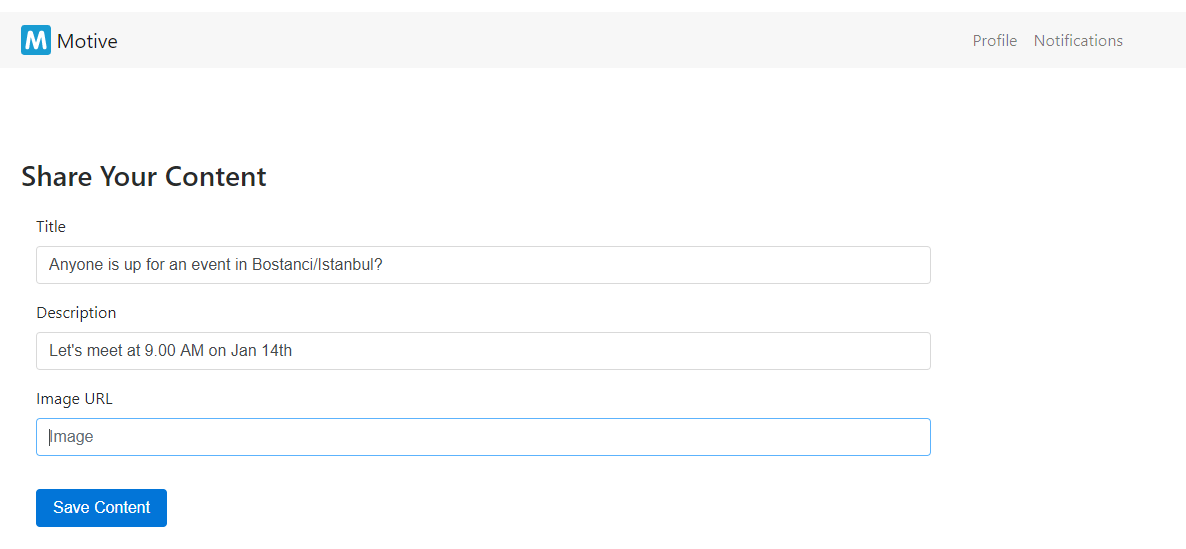 M Motive
Profile Notifications
Share Your Content
Title
Anyone is up for an event in Bostanci/Istanbul?
Description
Let's meet at 9.00 AM on Jan 14th
Image URL
Image
Save Content